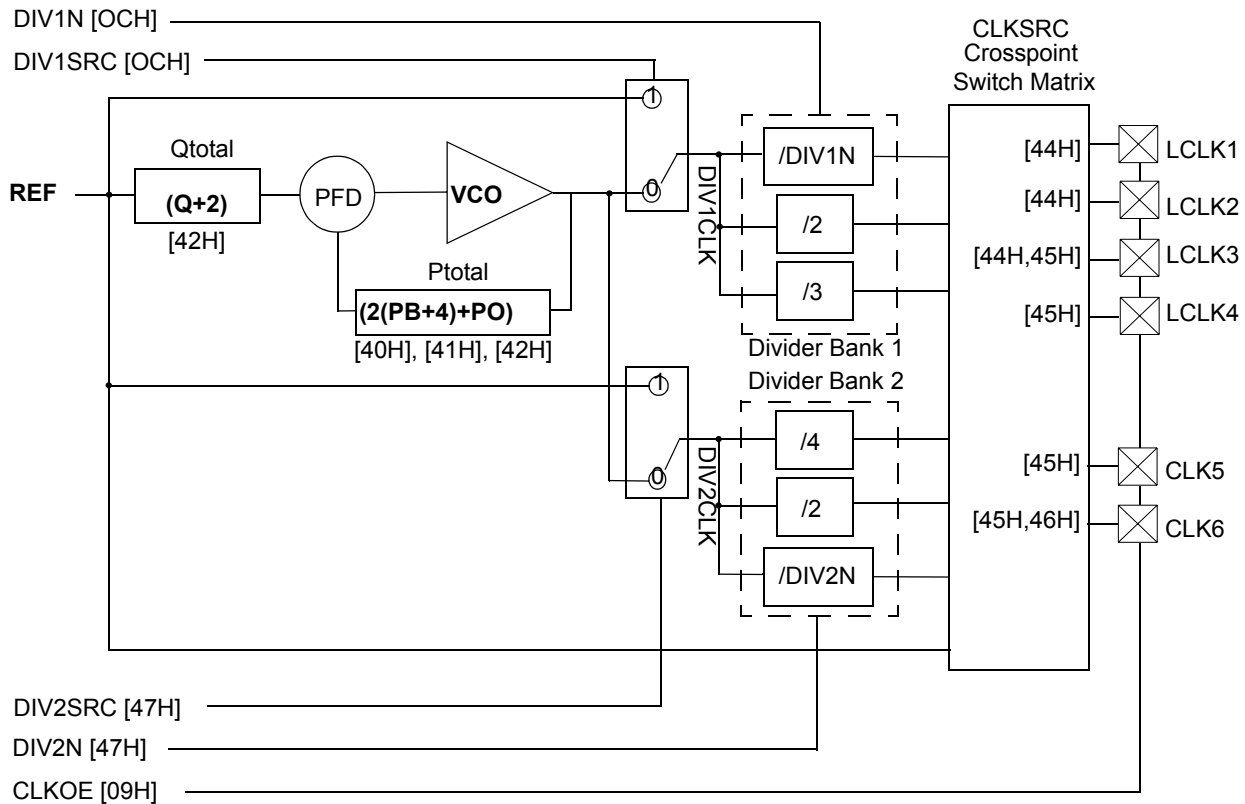 DIV1N [OCH]
DIV1SRC [OCH]
CLKSRC
Crosspoint
Switch Matrix
1
Qtotal
REF
(Q+2)
[42H]
PFD
VCO
0
DIV1CLK
/DIV1N
/2
/3
[44H]
LCLK1
[44H]
LCLK2
[44H,45H]
LCLK3
[45H]
LCLK4
Ptotal
(2(PB+4)+PO)
[40H], [41H], [42H]
Divider Bank 1
Divider Bank 2
1
0
DIV2CLK
/4
/2
/DIV2N
[45H]
CLK5
[45H,46H]
CLK6
DIV2SRC [47H]
DIV2N [47H]
CLKOE [09H]